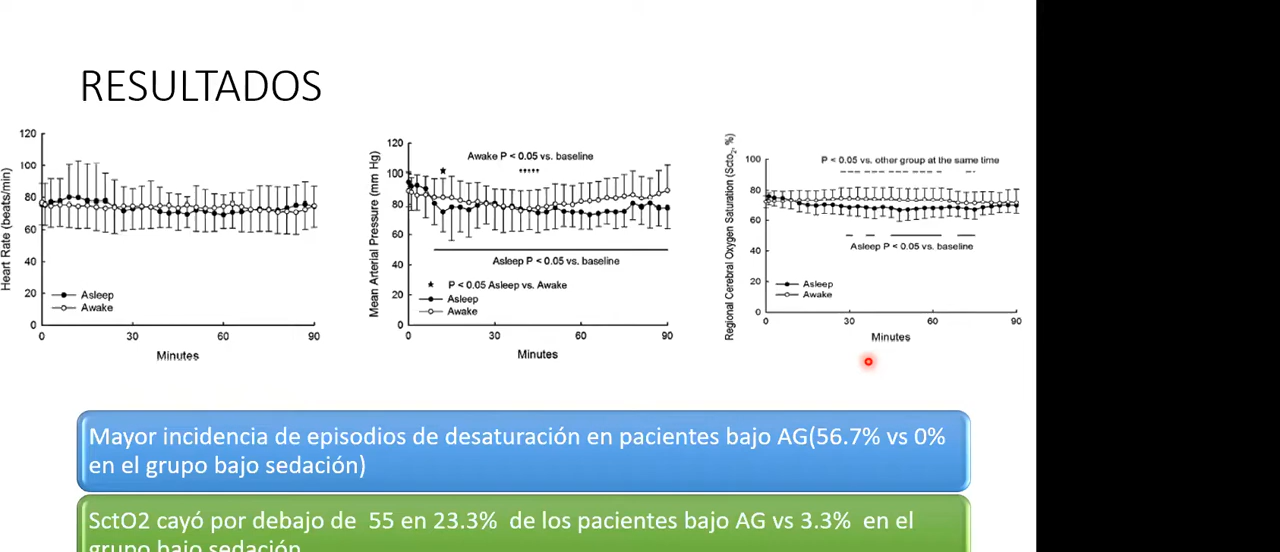 RESULTADOS
Heart Rate (beats/min)
120
100
80
60
40
20
0
Asleep
Awake
0
30
60
90
Minutes
Mean Arterial Pressure (mm Hg)
120
100
80
60
40
20
0
Awake P < 0.05 vs. baseline
*****
Asleep P < 0.05 vs. baseline
* P < 0.05 Asleep vs. Awake
Asleep
Awake
0
30
60
90
Minutes
Regional Cerebral Oxygen Saturation (Scto₂, %)
100
80
60
40
20
0
P < 0.05 vs. other group at the same time
Asleep P < 0.05 vs. baseline
Asleep
Awake
0
30
60
90
Minutes
Mayor incidencia de episodios de desaturación en pacientes bajo AG(56.7% vs 0%
en el grupo bajo sedación)
SctO2 cayó por debajo de 55 en 23.3% de los pacientes bajo AG vs 3.3% en el
grupo bajo sedación